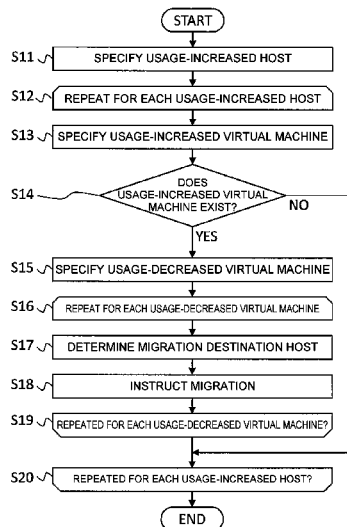 START
S11 SPECIFY USAGE-INCREASED HOST
S12 REPEAT FOR EACH USAGE-INCREASED HOST
S13 SPECIFY USAGE-INCREASED VIRTUAL MACHINE
S14
DOES
USAGE-INCREASED VIRTUAL
MACHINE EXIST?
NO
YES
S15 SPECIFY USAGE-DECREASED VIRTUAL MACHINE
S16 REPEAT FOR EACH USAGE-DECREASED VIRTUAL MACHINE
S17 DETERMINE MIGRATION DESTINATION HOST
S18 INSTRUCT MIGRATION
S19 REPEATED FOR EACH USAGE-DECREASED VIRTUAL MACHINE?
S20 REPEATED FOR EACH USAGE-INCREASED HOST?
END